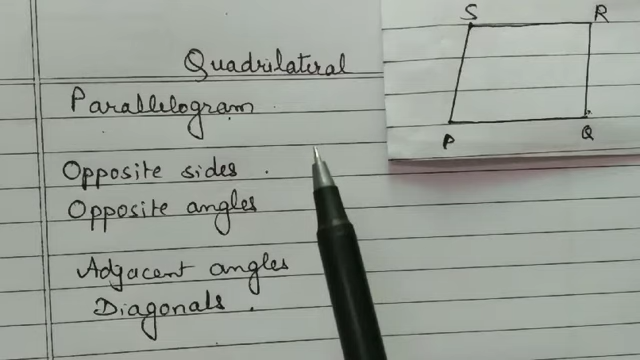 Quadrilateral
Parallelogram
Opposite sides .
Opposite angles
Adjacent angles
Diagonals .
S R
P Q